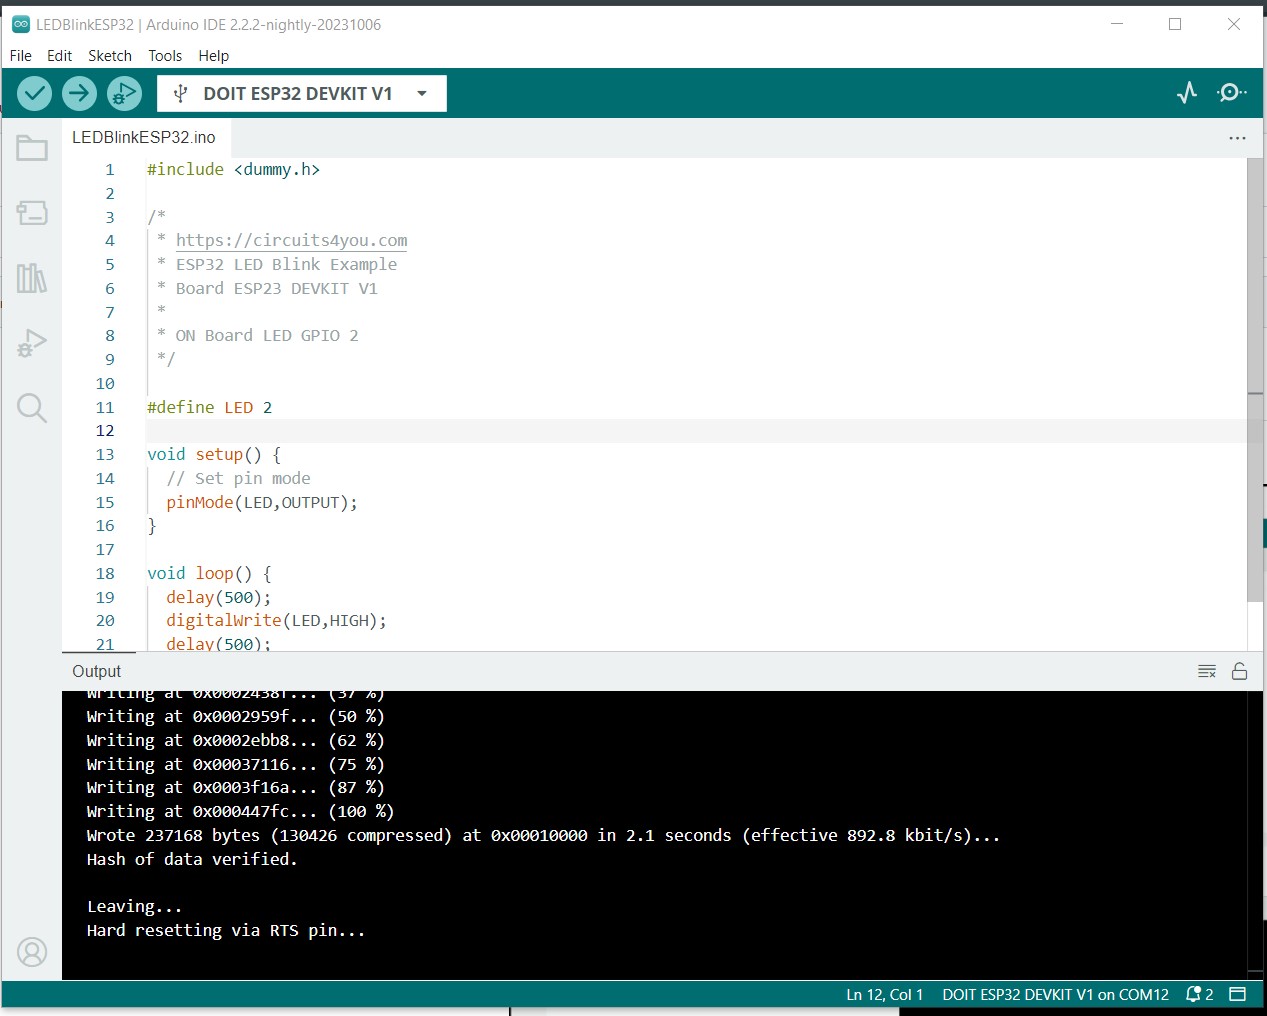 LEDBlinkESP32 | Arduino IDE 2.2.2-nightly-20231006
File Edit Sketch Tools Help
DOIT ESP32 DEVKIT V1
LEDBlinkESP32.ino
1 #include <dummy.h>
2
3 /*
4 * https://circuits4you.com
5 * ESP32 LED Blink Example
6 * Board ESP23 DEVKIT V1
7 *
8 * ON Board LED GPIO 2
9 */
10
11 #define LED 2
12
13 void setup() {
14 // Set pin mode
15 pinMode(LED,OUTPUT);
16 }
17
18 void loop() {
19 delay(500);
20 digitalWrite(LED,HIGH);
21 delay(500);
Output
Writing at 0x0002438f... (37 %)
Writing at 0x0002959f... (50 %)
Writing at 0x0002ebb8... (62 %)
Writing at 0x00037116... (75 %)
Writing at 0x0003f16a... (87 %)
Writing at 0x000447fc... (100 %)
Wrote 237168 bytes (130426 compressed) at 0x00010000 in 2.1 seconds (effective 892.8 kbit/s)...
Hash of data verified.
Leaving...
Hard resetting via RTS pin...
Ln 12, Col 1 DOIT ESP32 DEVKIT V1 on COM12 2